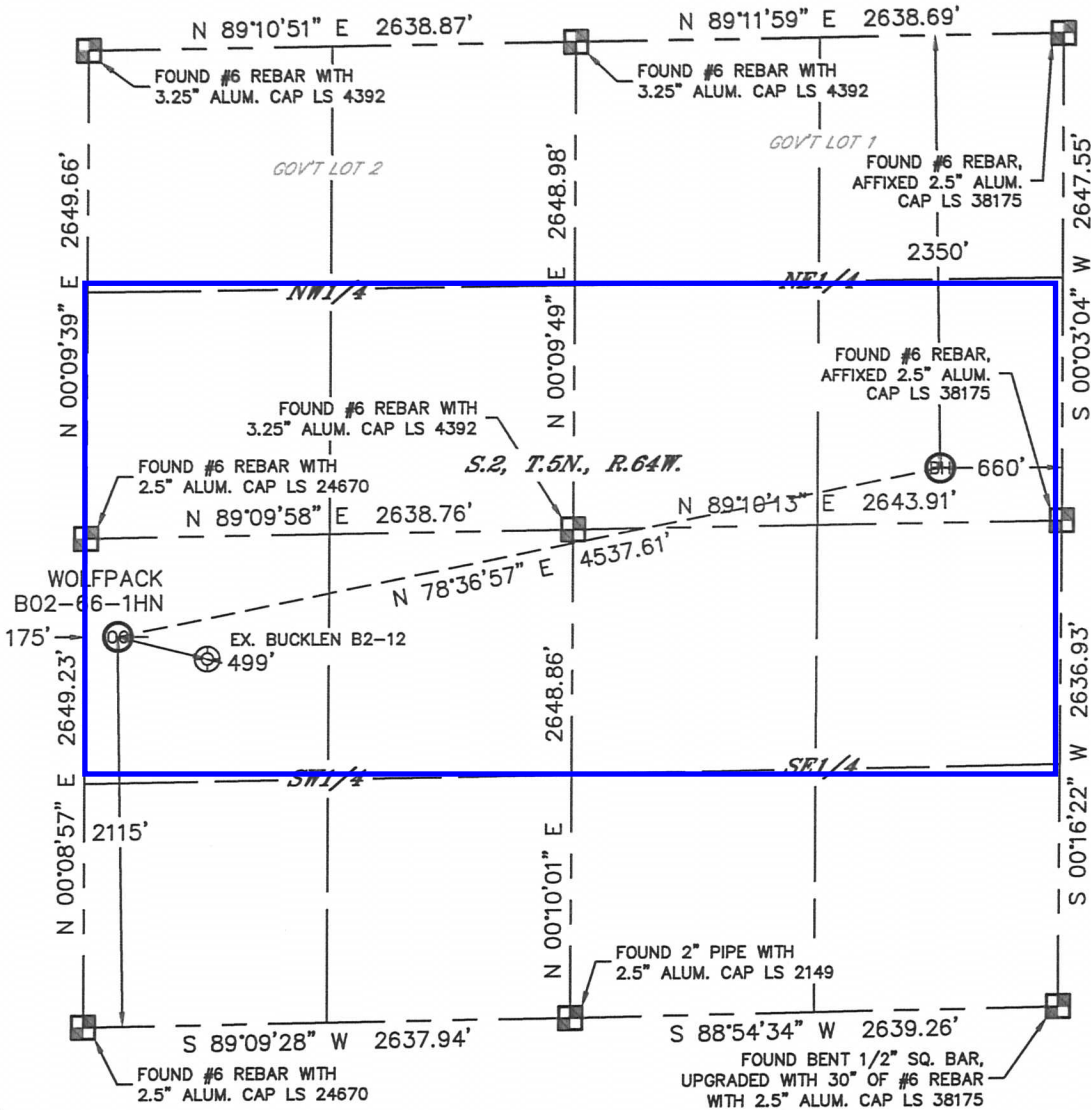 N 89°10'51" E 2638.87'
N 89°11'59" E 2638.69'
FOUND #6 REBAR WITH
3.25" ALUM. CAP LS 4392
FOUND #6 REBAR WITH
3.25" ALUM. CAP LS 4392
GOV'T LOT 2
GOV'T LOT 1
FOUND #6 REBAR,
AFFIXED 2.5" ALUM.
CAP LS 38175
N 00°09'39" E 2649.66'
N 00°09'49" E 2648.98'
S 00°03'04" W 2647.55'
2350'
NW1/4
NE1/4
FOUND #6 REBAR,
AFFIXED 2.5" ALUM.
CAP LS 38175
FOUND #6 REBAR WITH
3.25" ALUM. CAP LS 4392
S.2, T.5N., R.64W.
FOUND #6 REBAR WITH
2.5" ALUM. CAP LS 24670
BH
660'
N 89°09'58" E 2638.76'
N 89°10'13" E 2643.91'
N 78°36'57" E 4537.61'
WOLFPACK
B02-66-1HN
175'
EX. BUCKLEN B2-12
499'
N 00°08'57" E 2649.23'
N 00°10'01" E 2648.86'
S 00°16'22" W 2636.93'
SW1/4
SE1/4
2115'
FOUND 2" PIPE WITH
2.5" ALUM. CAP LS 2149
S 89°09'28" W 2637.94'
S 88°54'34" W 2639.26'
FOUND #6 REBAR WITH
2.5" ALUM. CAP LS 24670
FOUND BENT 1/2" SQ. BAR,
UPGRADED WITH 30" OF #6 REBAR
WITH 2.5" ALUM. CAP LS 38175